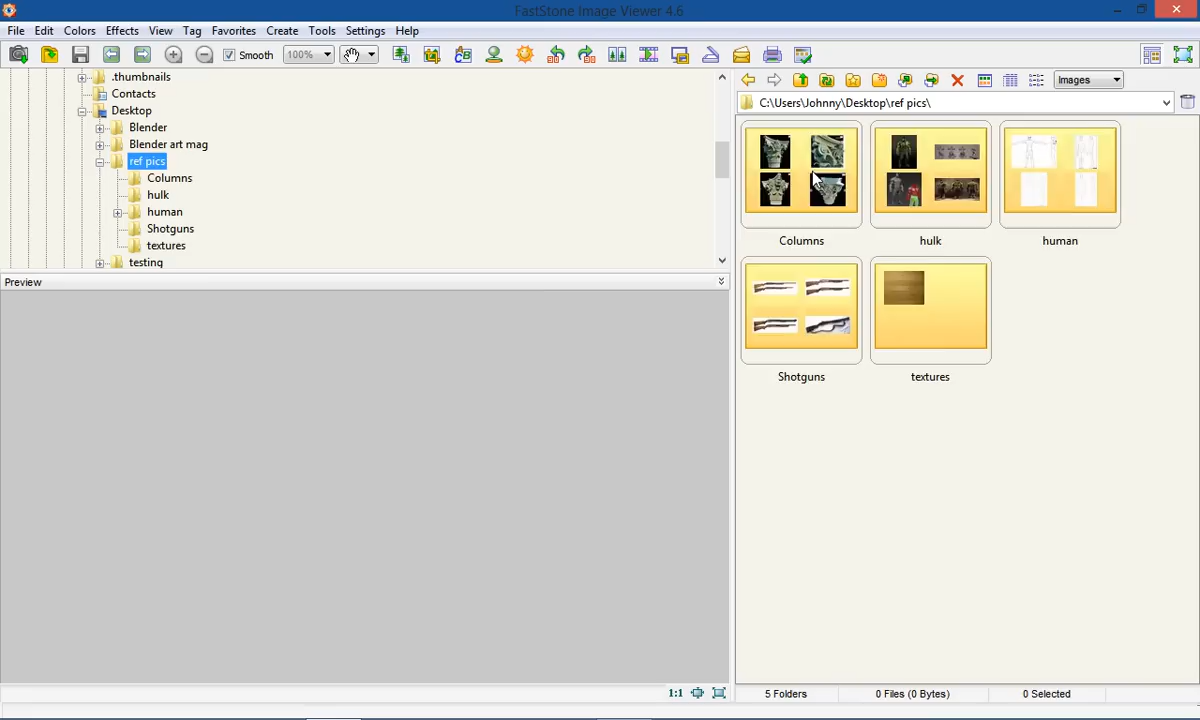 FastStone Image Viewer 4.6
File Edit Colors Effects View Tag Favorites Create Tools Settings Help
Smooth 100%
.thumbnails
Contacts
Desktop
Blender
Blender art mag
ref pics
Columns
hulk
human
Shotguns
textures
testing
Preview
1:1
Images
C:\Users\Johnny\Desktop\ref pics\
Columns hulk human
Shotguns textures
5 Folders 0 Files (0 Bytes) 0 Selected